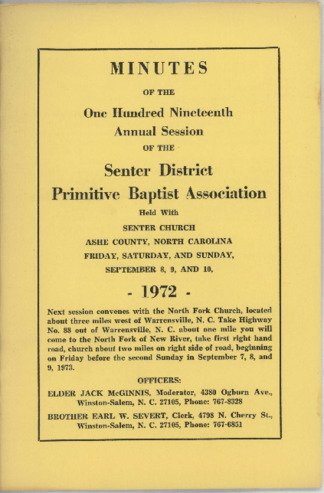 MINUTES
OF THE
One Hundred Nineteenth
Annual Session
OF THE
Senter District
Primitive Baptist Association
Held With
SENTER CHURCH
ASHE COUNTY, NORTH CAROLINA
FRIDAY, SATURDAY, AND SUNDAY,
SEPTEMBER 8, 9, AND 10,
- 1972 -
Next session convenes with the North Fork Church, located
about three miles west of Warrensville, N. C. Take Highway
No. 88 out of Warrensville, N. C. about one mile you will
come to the North Fork of New River, take first right hand
road, church about two miles on right side of road, beginning
on Friday before the second Sunday in September 7, 8, and
9, 1973.
OFFICERS:
ELDER JACK McGINNIS, Moderator, 4380 Ogburn Ave.,
Winston-Salem, N. C. 27105, Phone: 767-8328
BROTHER EARL W. SEVERT, Clerk, 4798 N. Cherry St.,
Winston-Salem, N. C. 27105, Phone: 767-6851